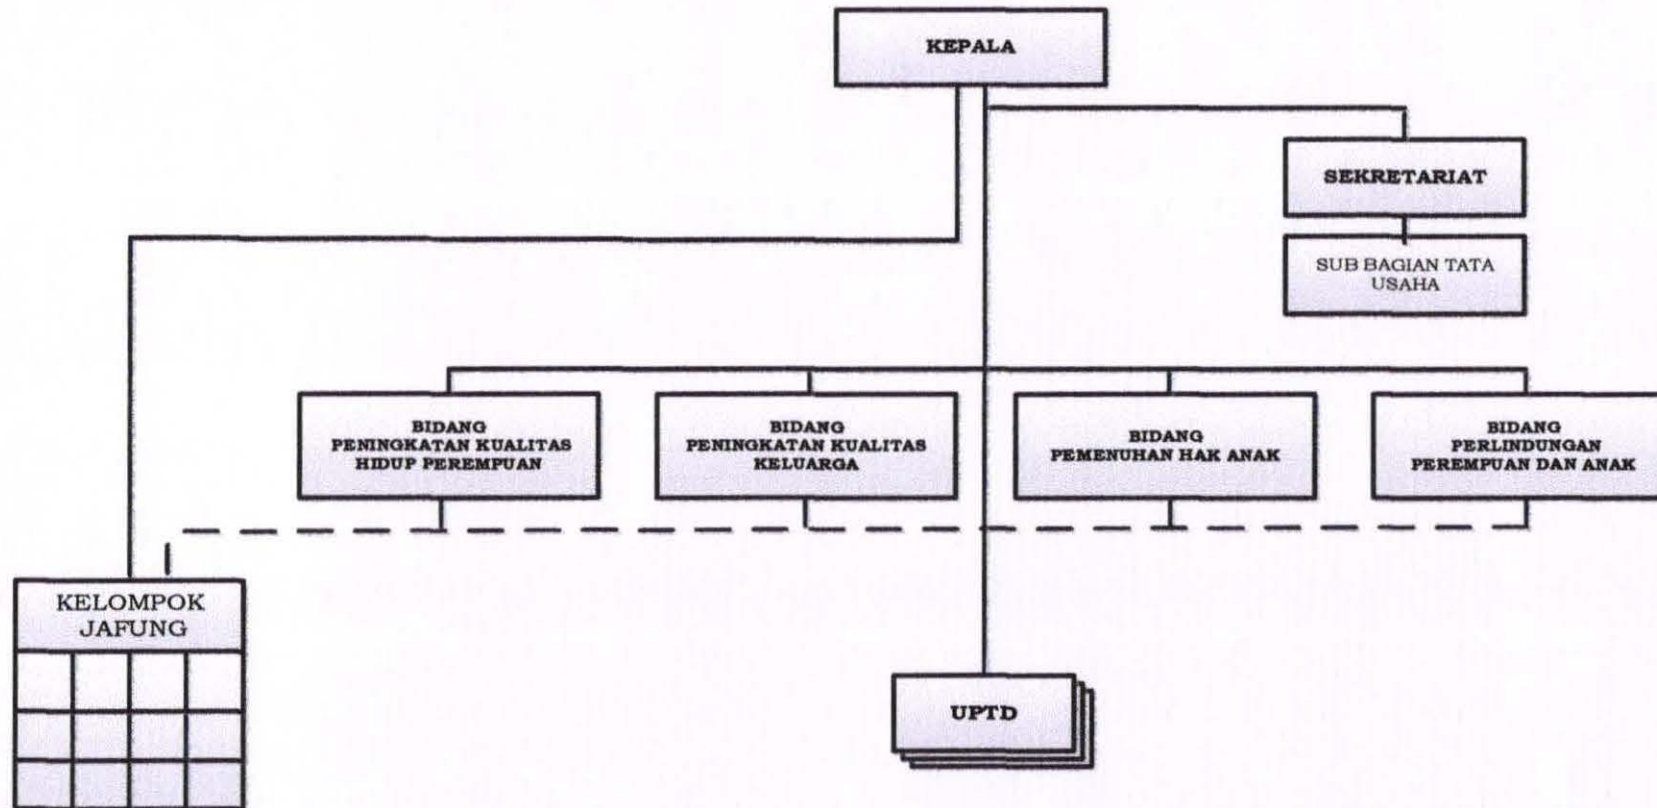 KEPALA
SEKRETARIAT
SUB BAGIAN TATA
USAHA
BIDANG
PENINGKATAN KUALITAS
HIDUP PEREMPUAN
BIDANG
PENINGKATAN KUALITAS
KELUARGA
BIDANG
PEMENUHAN HAK ANAK
BIDANG
PERLINDUNGAN
PEREMPUAN DAN ANAK
KELOMPOK
JAFUNG
UPTD